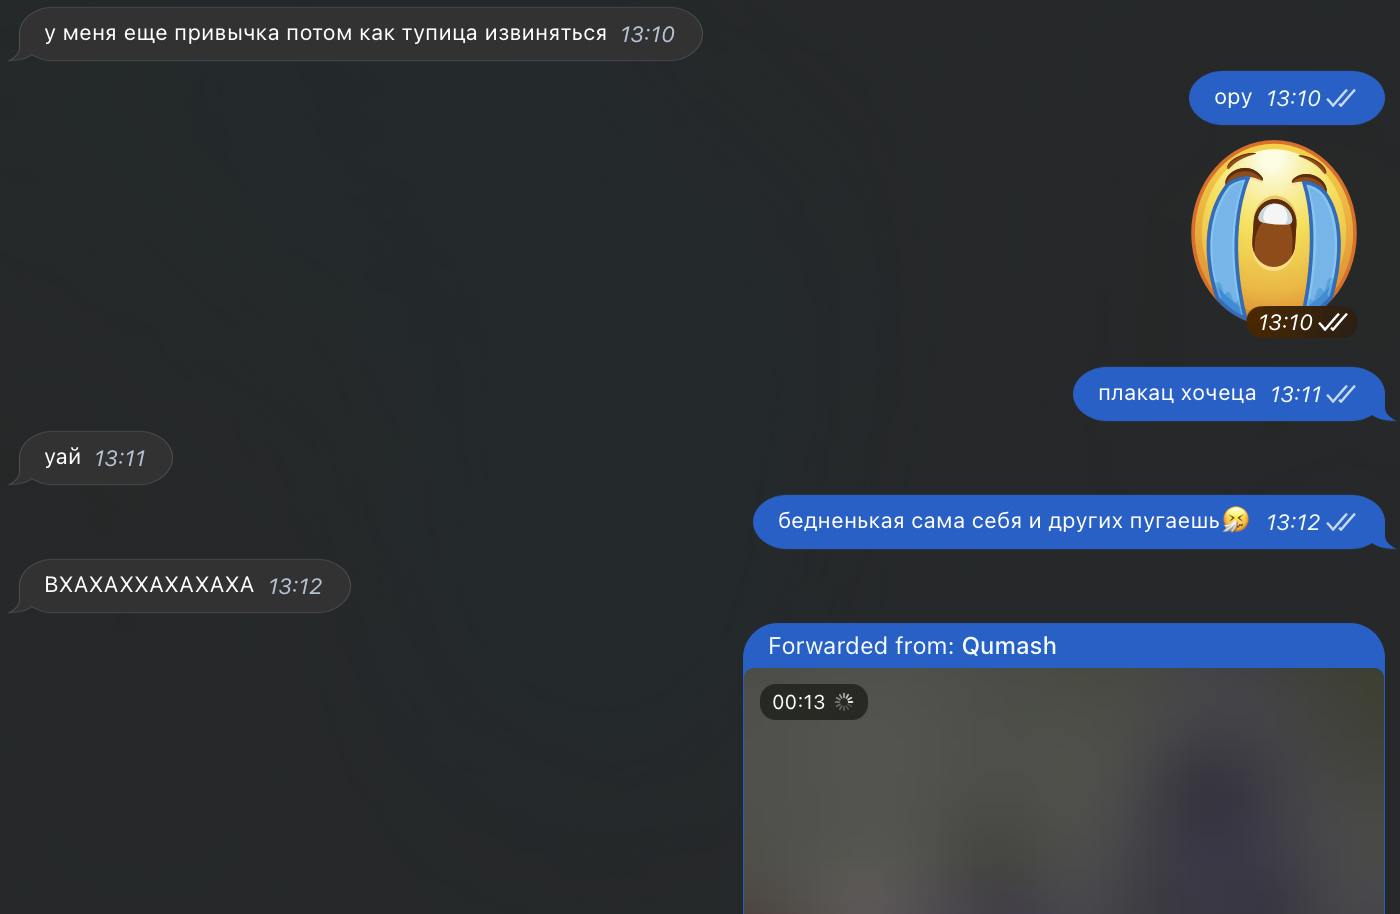 у меня еще привычка потом как тупица извиняться 13:10
ору 13:10
13:10
плакац хочеца 13:11
уай 13:11
бедненькая сама себя и других пугаешь🤧 13:12
ВХАХАХХАХАХАХА 13:12
Forwarded from: Qumash
00:13